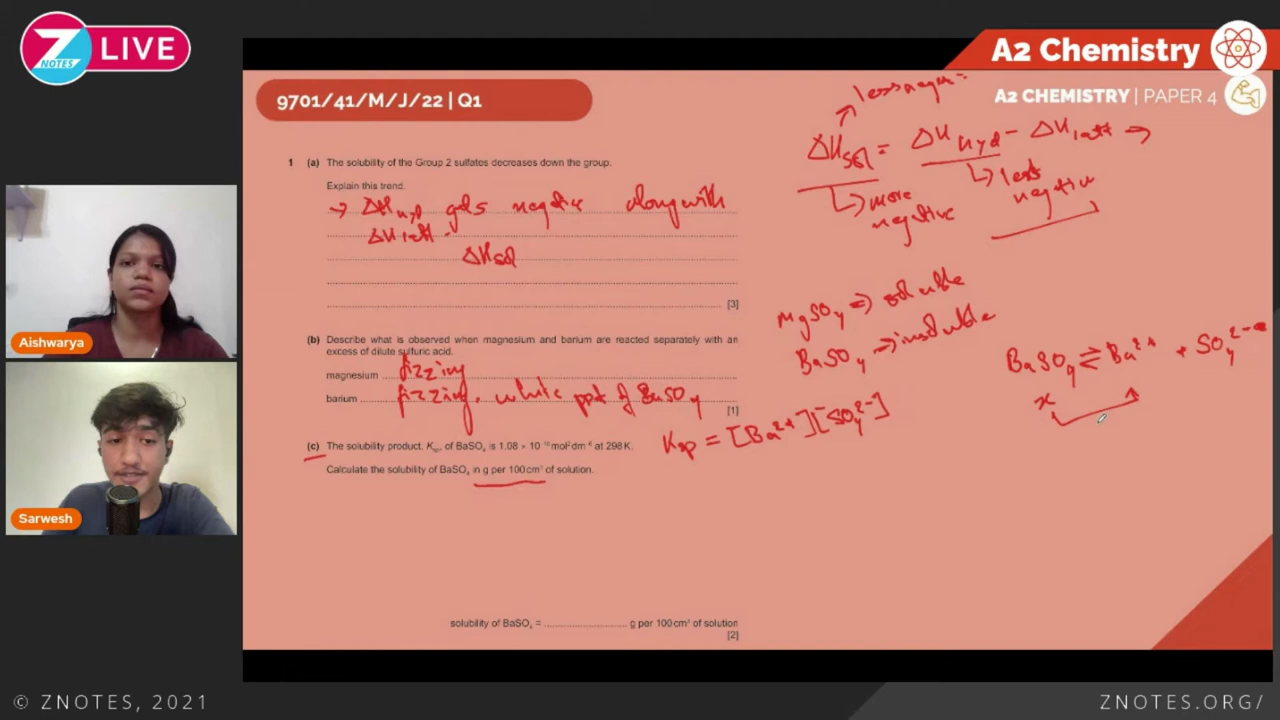 Z NOTES LIVE
A2 Chemistry
9701/41/M/J/22 | Q1
A2 CHEMISTRY | PAPER 4
less
ΔHsol = ΔHHyd - ΔHlatt →
↳ more negative
↳ less negative
1 (a) The solubility of the Group 2 sulfates decreases down the group.
Explain this trend.
→ ΔHhyd gets negative along with
ΔHlatt.
ΔHsol
[3]
MgSO4 ⇒ soluble
BaSO4 → insoluble
BaSO4 ⇌ Ba2+ + SO4 2-
x
(b) Describe what is observed when magnesium and barium are reacted separately with an
excess of dilute sulfuric acid.
magnesium fizzing
barium fizzing, white ppt of BaSO4
[1]
Ksp = [Ba2+][SO4 2-]
(c) The solubility product, Ksp, of BaSO4 is 1.08 × 10⁻¹⁰ mol² dm⁻⁶ at 298 K.
Calculate the solubility of BaSO4 in g per 100 cm³ of solution.
solubility of BaSO4 = .............................. g per 100 cm³ of solution
[2]
Aishwarya
Sarwesh
© ZNOTES, 2021
ZNOTES.ORG/